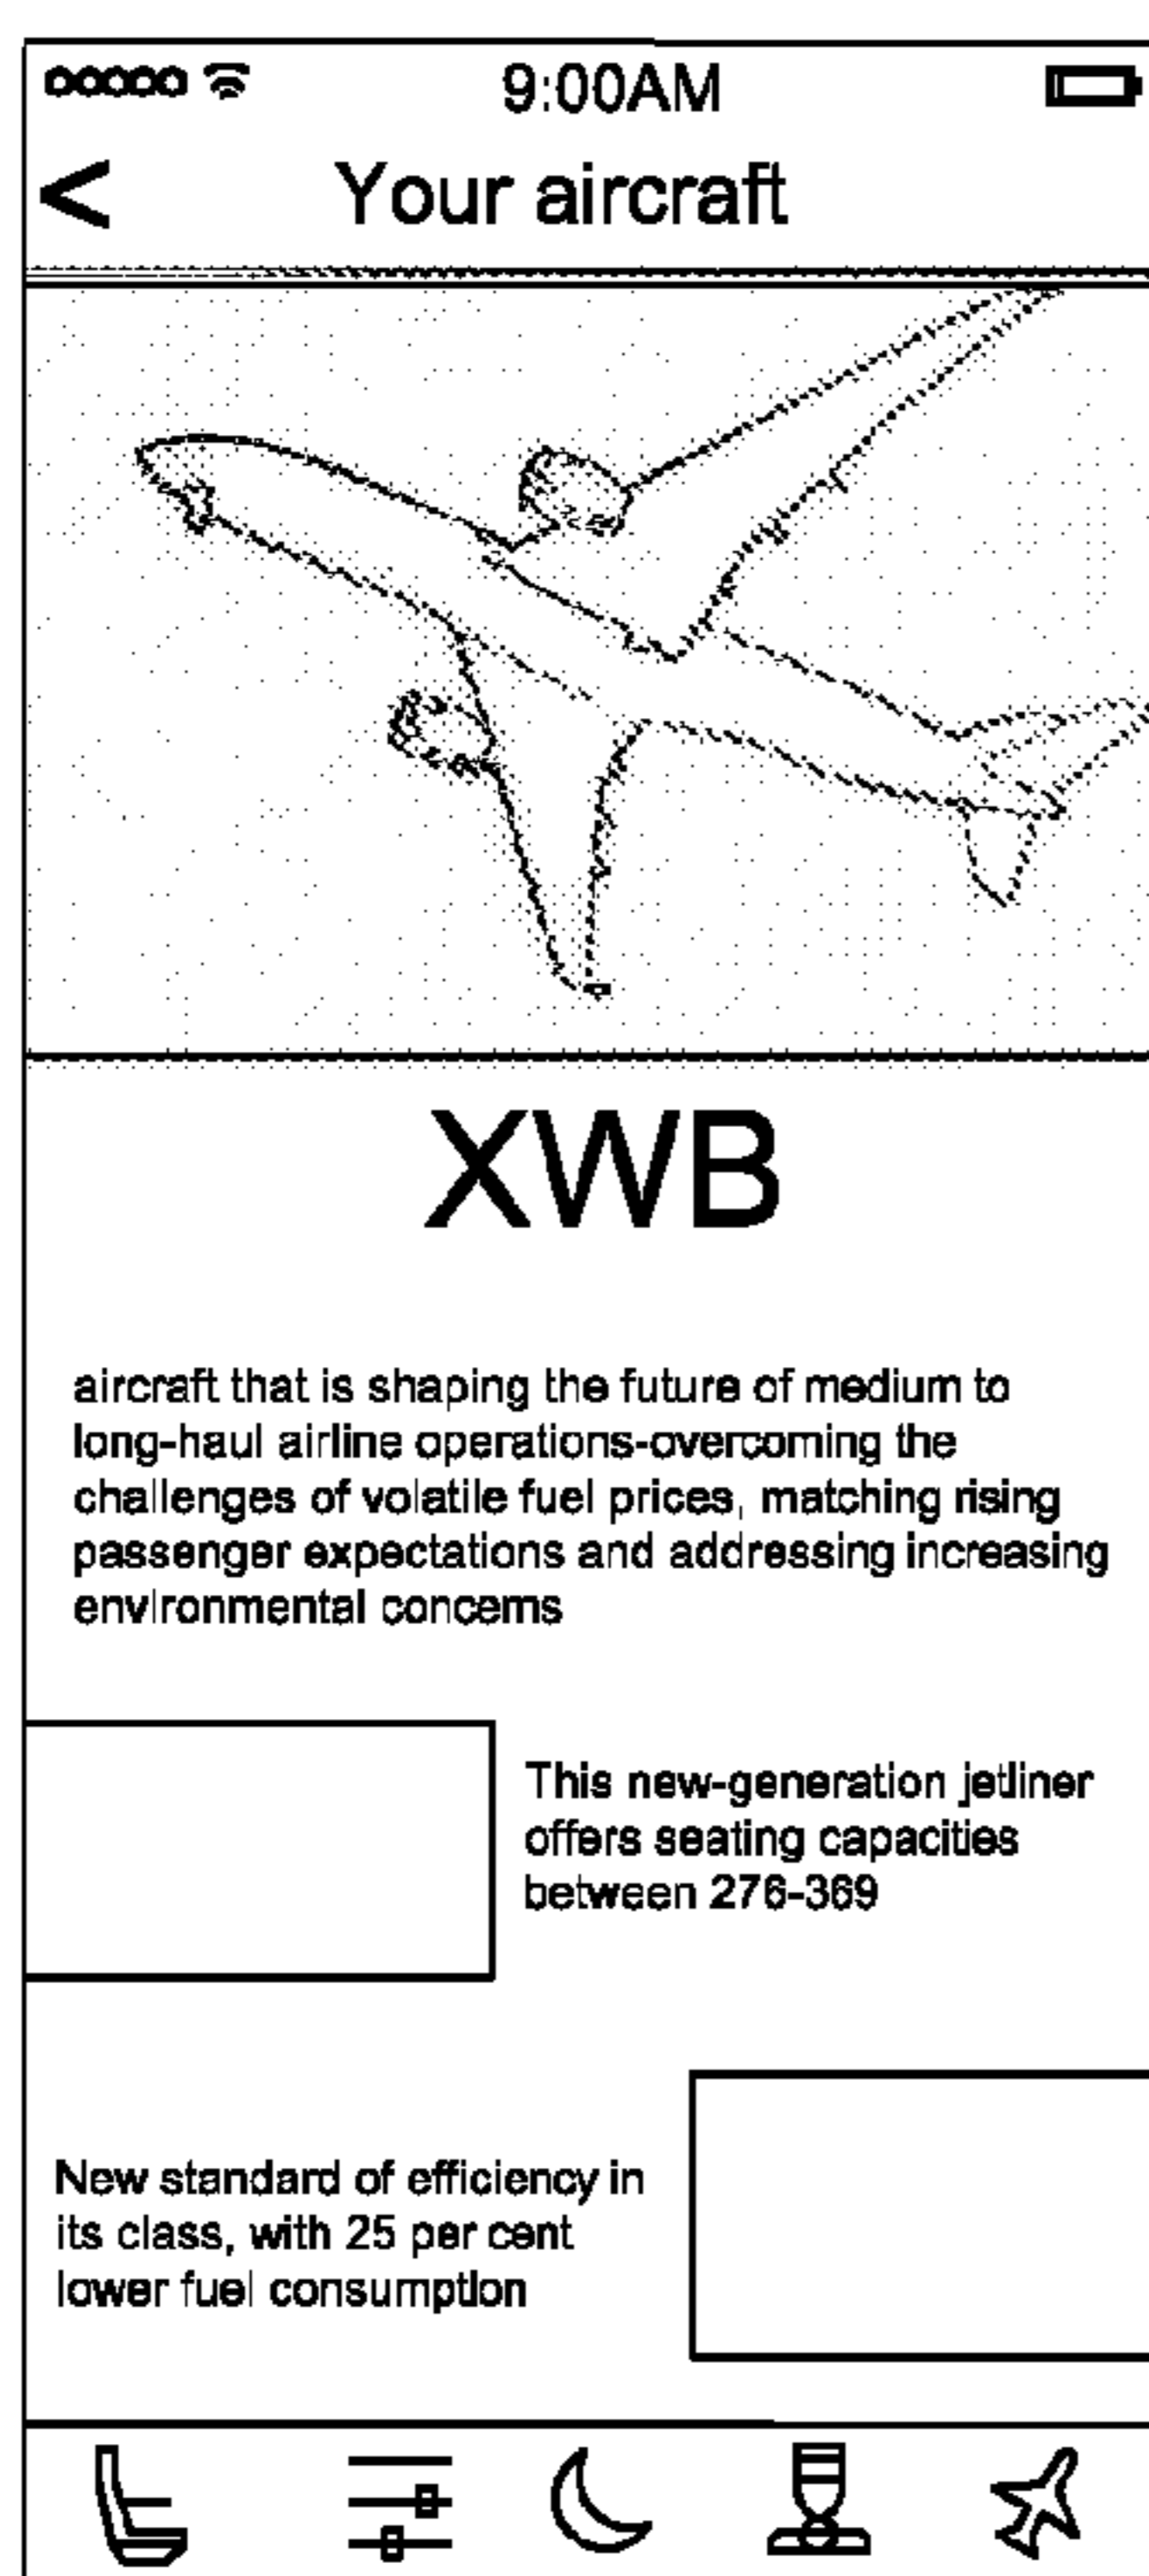 9:00AM
< Your aircraft
XWB
aircraft that is shaping the future of medium to
long-haul airline operations-overcoming the
challenges of volatile fuel prices, matching rising
passenger expectations and addressing increasing
environmental concerns
This new-generation jetliner
offers seating capacities
between 276-369
New standard of efficiency in
its class, with 25 per cent
lower fuel consumption